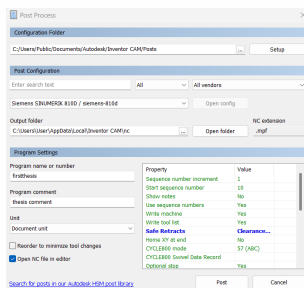 Post Process
Configuration Folder
C:/Users/Public/Documents/Autodesk/Inventor CAM/Posts
...
Setup
Post Configuration
Enter search text
All
All vendors
Siemens SINUMERIK 810D / siemens-810d
Open config
Output folder
NC extension
C:\Users\User\AppData\Local\Inventor CAM\nc
...
Open folder
.mpf
Program Settings
Program name or number
firstthesis
Program comment
thesis comment
Unit
Document unit
Reorder to minimize tool changes
Open NC file in editor
Property Value
Sequence number increment 1
Start sequence number 10
Show notes No
Use sequence numbers Yes
Write machine Yes
Write tool list Yes
Safe Retracts Clearance...
Home XY at end No
CYCLE800 mode 57 (ABC)
CYCLE800 Swivel Date Record
Optional stop Yes
Search for posts in our Autodesk HSM post library
Post
Cancel